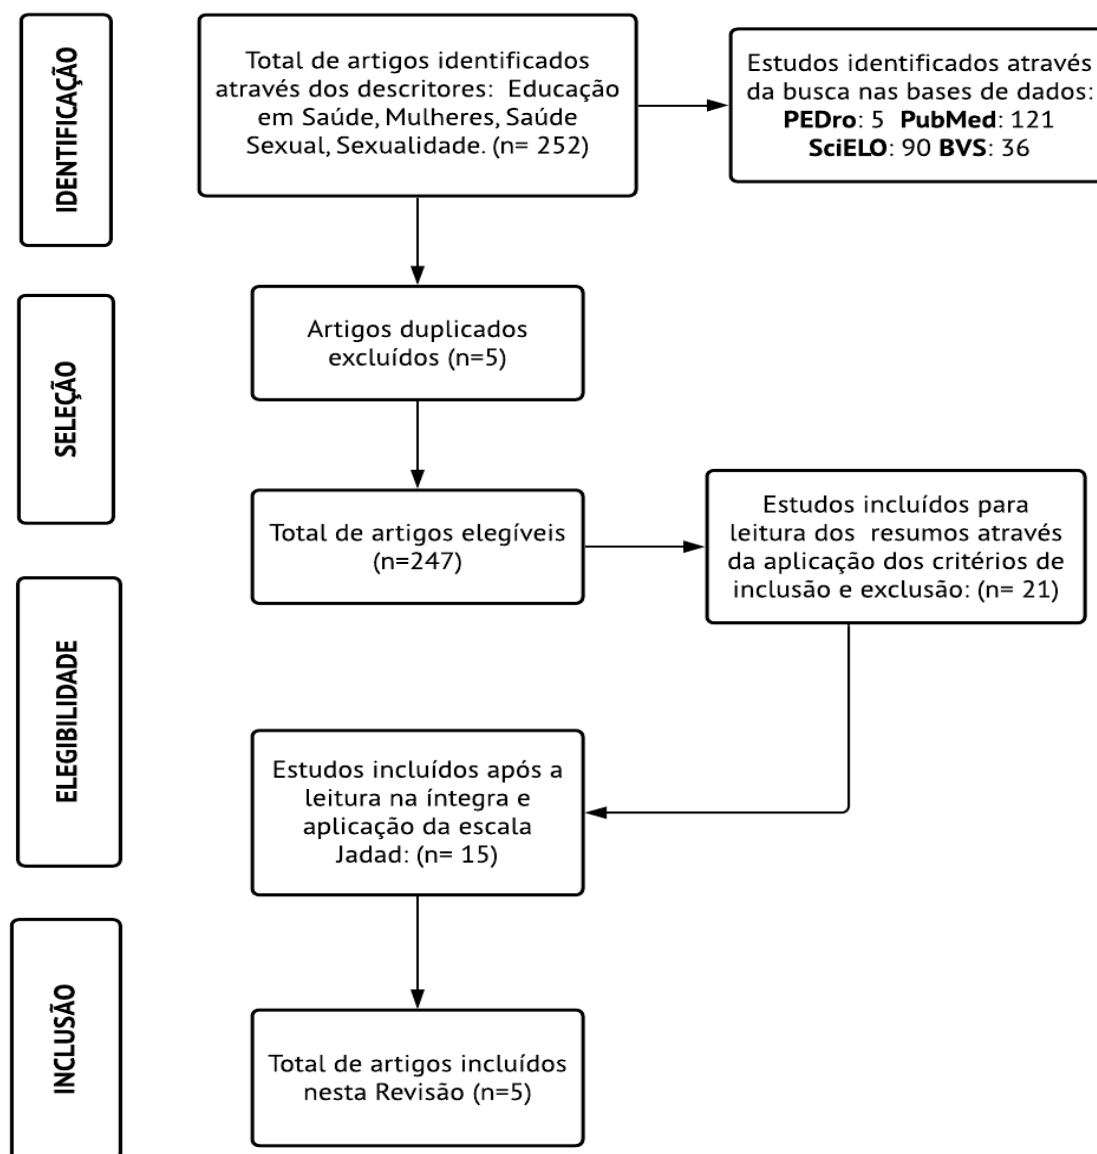 IDENTIFICAÇÃO
Total de artigos identificados
através dos descritores: Educação
em Saúde, Mulheres, Saúde
Sexual, Sexualidade. (n= 252)
Estudos identificados através
da busca nas bases de dados:
PEDro: 5 PubMed: 121
SciELO: 90 BVS: 36
SELEÇÃO
Artigos duplicados
excluídos (n=5)
Total de artigos elegíveis
(n=247)
Estudos incluídos para
leitura dos resumos através
da aplicação dos critérios de
inclusão e exclusão: (n= 21)
ELEGIBILIDADE
Estudos incluídos após a
leitura na íntegra e
aplicação da escala
Jadad: (n= 15)
INCLUSÃO
Total de artigos incluídos
nesta Revisão (n=5)